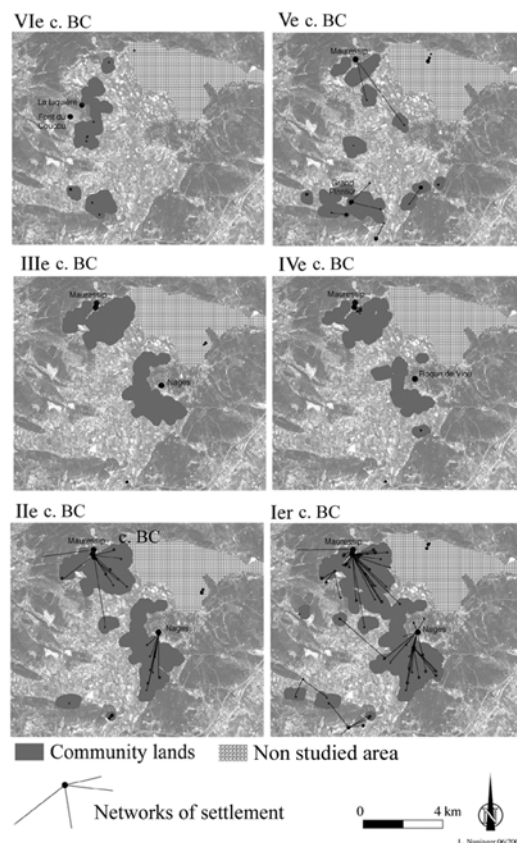 VIe c. BC
Ve c. BC
La Liquière
Font du Coucou
Mauressip
Grand Plantier
IIIe c. BC
IVe c. BC
Mauressip
Nages
Mauressip
Roque de Viou
IIe c. BC
c. BC
Ier c. BC
Mauressip
Nages
Mauressip
Nages
Community lands
Non studied area
Networks of settlement
0 4 km
N